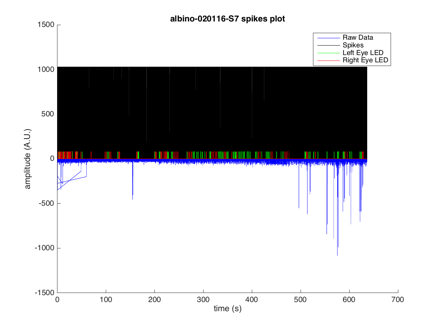 albino-020116-S7 spikes plot
1500
Raw Data
Spikes
Left Eye LED
Right Eye LED
1000
500
0
-500
-1000
-1500
amplitude (A.U.)
0
100
200
300
400
500
600
700
time (s)